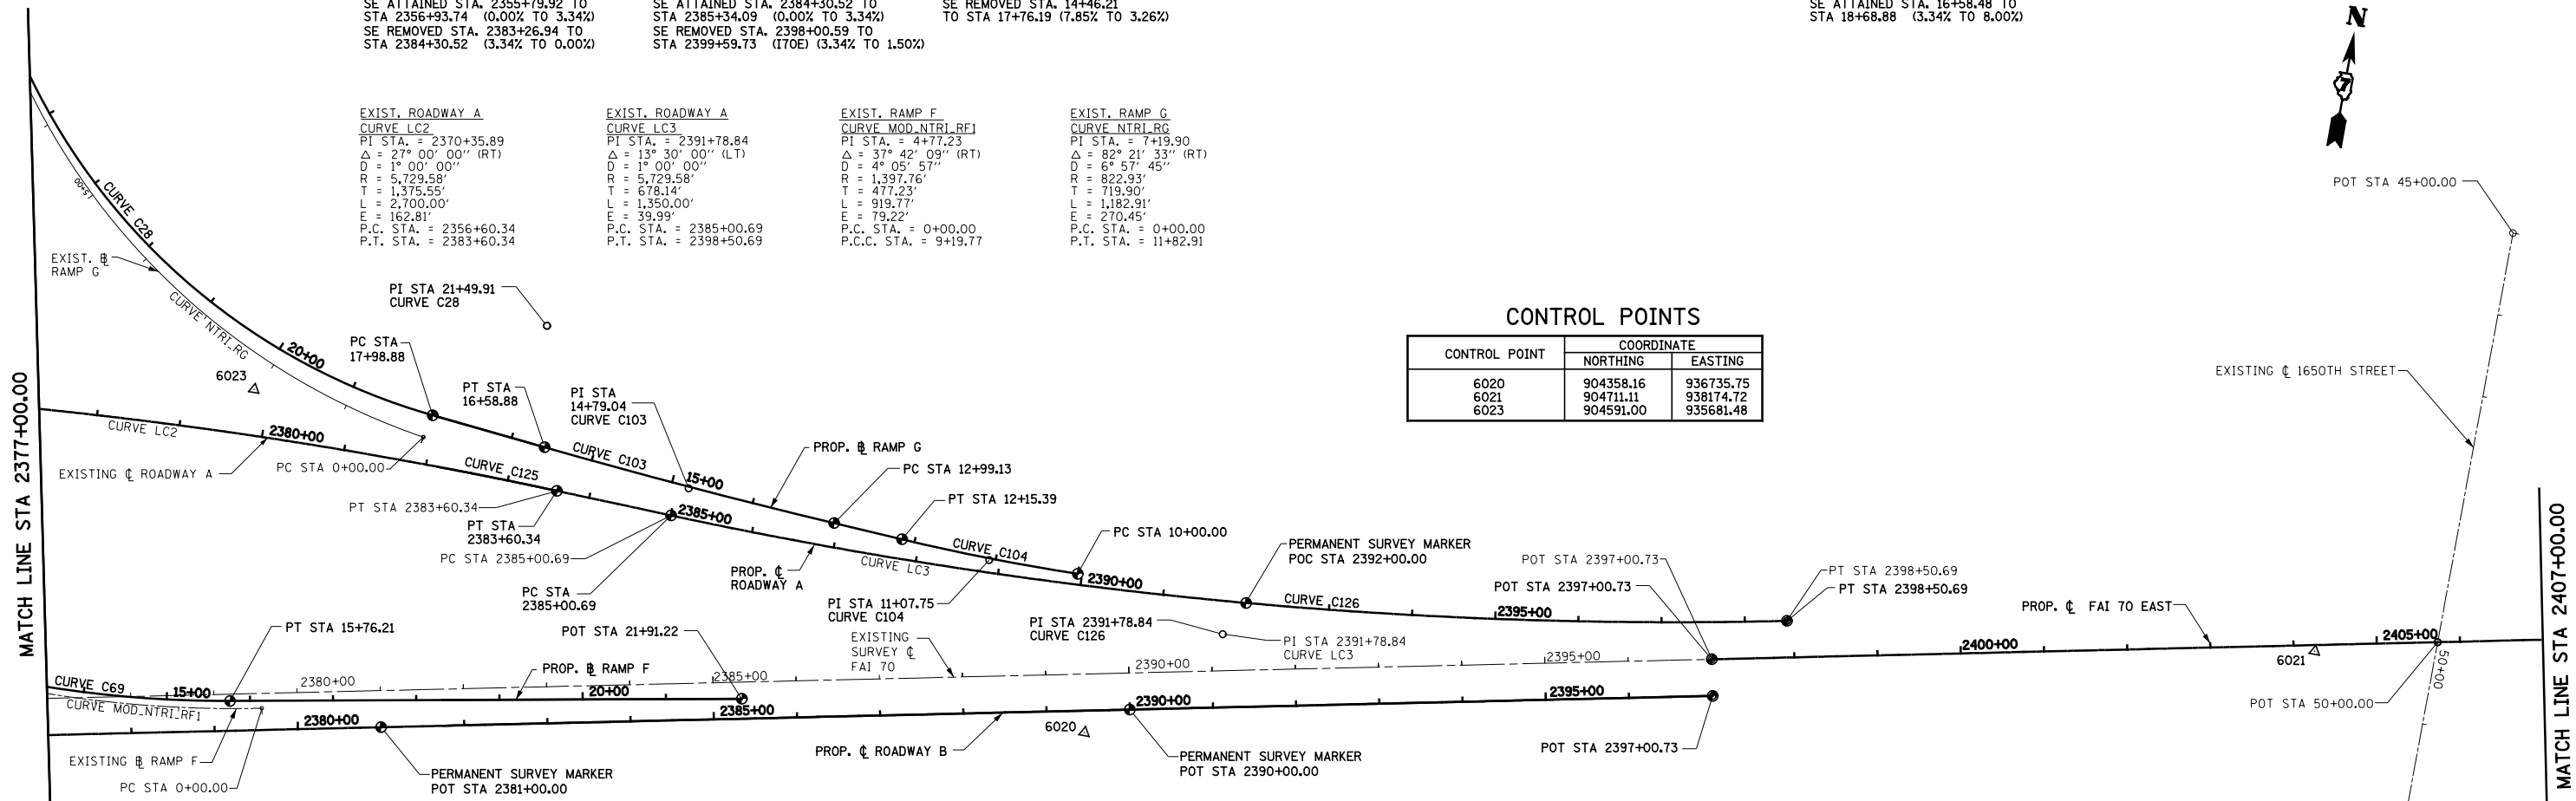 SE ATTAINED STA. 2355+79.92 TO
STA 2356+93.74 (0.00% TO 3.34%)
SE REMOVED STA. 2383+26.94 TO
STA 2384+30.52 (3.34% TO 0.00%)
SE ATTAINED STA. 2384+30.52 TO
STA 2385+34.09 (0.00% TO 3.34%)
SE REMOVED STA. 2398+00.59 TO
STA 2399+59.73 (I70E) (3.34% TO 1.50%)
SE REMOVED STA. 14+46.21
TO STA 17+76.19 (7.85% TO 3.26%)
SE ATTAINED STA. 16+58.48 TO
STA 18+68.88 (3.34% TO 8.00%)
N
7
EXIST. ROADWAY A
CURVE LC2
PI STA. = 2370+35.89
Δ = 27° 00' 00'' (RT)
D = 1° 00' 00''
R = 5,729.58'
T = 1,375.55'
L = 2,700.00'
E = 162.81'
P.C. STA. = 2356+60.34
P.T. STA. = 2383+60.34
EXIST. ROADWAY A
CURVE LC3
PI STA. = 2391+78.84
Δ = 13° 30' 00'' (LT)
D = 1° 00' 00''
R = 5,729.58'
T = 678.14'
L = 1,350.00'
E = 39.99'
P.C. STA. = 2385+00.69
P.T. STA. = 2398+50.69
EXIST. RAMP F
CURVE MOD_NTRI_RF1
PI STA. = 4+77.23
Δ = 37° 42' 09'' (RT)
D = 4° 05' 57''
R = 1,397.76'
T = 477.23'
L = 919.77'
E = 79.22'
P.C. STA. = 0+00.00
P.C.C. STA. = 9+19.77
EXIST. RAMP G
CURVE NTRI_RG
PI STA. = 7+19.90
Δ = 82° 21' 33'' (RT)
D = 6° 57' 45''
R = 822.93'
T = 719.90'
L = 1,182.91'
E = 270.45'
P.C. STA. = 0+00.00
P.T. STA. = 11+82.91
POT STA 45+00.00
CURVE C28
5+00
EXIST. ℄
RAMP G
CURVE NTRI_RG
PI STA 21+49.91
CURVE C28
20+00
PC STA
17+98.88
6023
PT STA
16+58.88
PI STA
14+79.04
CURVE C103
CONTROL POINTS
CONTROL POINT COORDINATE
NORTHING EASTING
6020 904358.16 936735.75
6021 904711.11 938174.72
6023 904591.00 935681.48
EXISTING ℄ 1650TH STREET
MATCH LINE STA 2377+00.00
CURVE LC2
2380+00
EXISTING ℄ ROADWAY A
PC STA 0+00.00
CURVE C125
CURVE C103
15+00
PROP. ℄ RAMP G
PC STA 12+99.13
PT STA 12+15.39
PT STA 2383+60.34
PT STA
2383+60.34
2385+00
PC STA 2385+00.69
PC STA
2385+00.69
PROP. ℄
ROADWAY A
CURVE LC3
CURVE C104
PC STA 10+00.00
2390+00
PI STA 11+07.75
CURVE C104
PERMANENT SURVEY MARKER
POC STA 2392+00.00
CURVE C126
2395+00
POT STA 2397+00.73
POT STA 2397+00.73
PT STA 2398+50.69
PT STA 2398+50.69
PI STA 2391+78.84
CURVE C126
PI STA 2391+78.84
CURVE LC3
PROP. ℄ FAI 70 EAST
2400+00
2405+00
6021
50+00
POT STA 50+00.00
MATCH LINE STA 2407+00.00
PT STA 15+76.21
POT STA 21+91.22
EXISTING
SURVEY ℄
FAI 70
PROP. ℄ RAMP F
CURVE C69
15+00
2380+00
20+00
2385+00
2390+00
2395+00
CURVE MOD_NTRI_RF1
2380+00
2385+00
2390+00
2395+00
6020
EXISTING ℄ RAMP F
PC STA 0+00.00
PERMANENT SURVEY MARKER
POT STA 2381+00.00
PROP. ℄ ROADWAY B
PERMANENT SURVEY MARKER
POT STA 2390+00.00
POT STA 2397+00.73